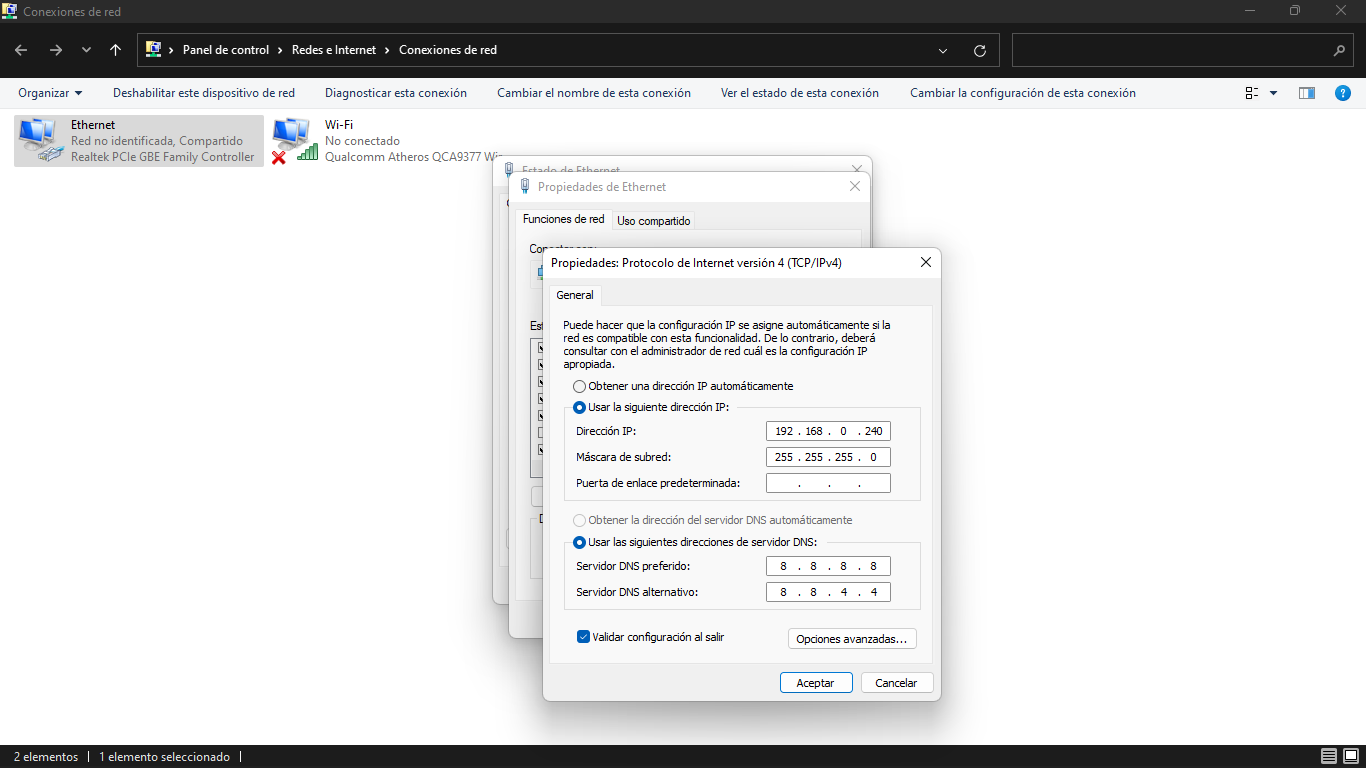 Conexiones de red
Panel de control
Redes e Internet
Conexiones de red
Organizar
Deshabilitar este dispositivo de red
Diagnosticar esta conexión
Cambiar el nombre de esta conexión
Ver el estado de esta conexión
Cambiar la configuración de esta conexión
Ethernet
Red no identificada, Compartido
Realtek PCIe GBE Family Controller
Wi-Fi
No conectado
Qualcomm Atheros QCA9377
Estado de Ethernet
Propiedades de Ethernet
Funciones de red
Uso compartido
Propiedades: Protocolo de Internet versión 4 (TCP/IPv4)
General
Puede hacer que la configuración IP se asigne automáticamente si la
red es compatible con esta funcionalidad. De lo contrario, deberá
consultar con el administrador de red cuál es la configuración IP
apropiada.
Obtener una dirección IP automáticamente
Usar la siguiente dirección IP:
Dirección IP:
192 . 168 . 0 . 240
Máscara de subred:
255 . 255 . 255 . 0
Puerta de enlace predeterminada:
. . .
Obtener la dirección del servidor DNS automáticamente
Usar las siguientes direcciones de servidor DNS:
Servidor DNS preferido:
8 . 8 . 8 . 8
Servidor DNS alternativo:
8 . 8 . 4 . 4
Validar configuración al salir
Opciones avanzadas...
Aceptar
Cancelar
2 elementos
1 elemento seleccionado